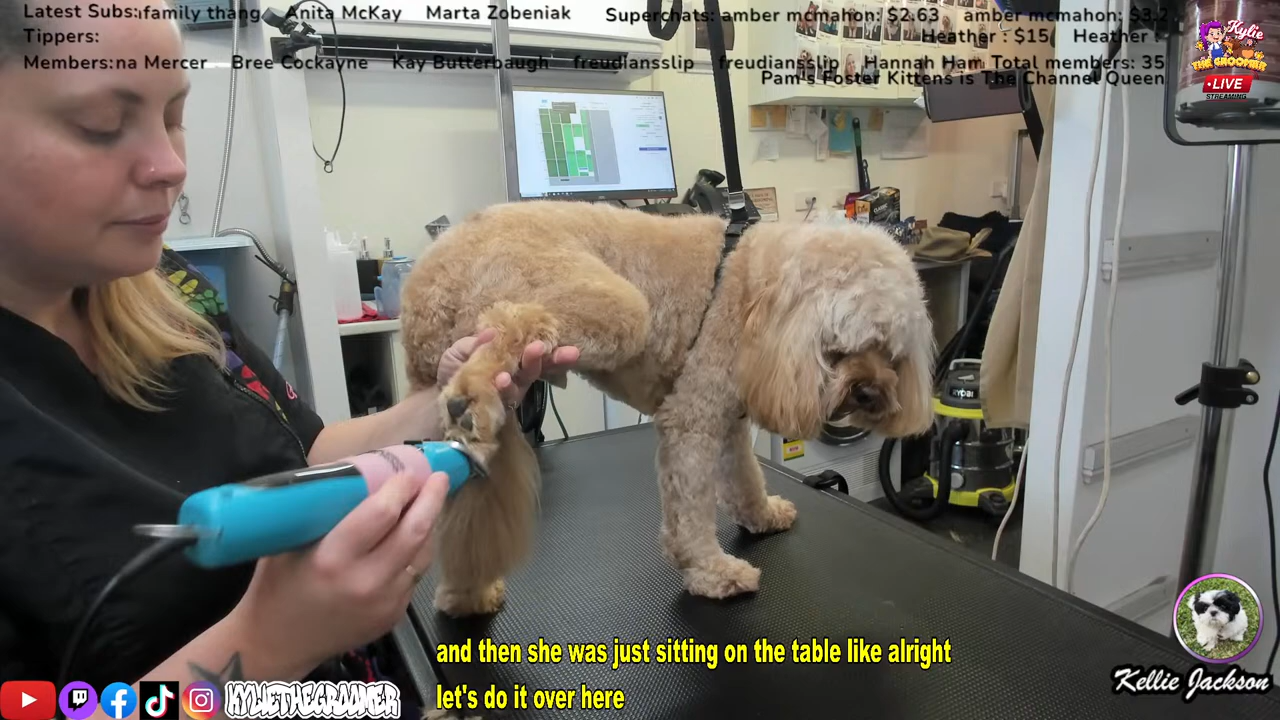 Latest Subs: family thang Anita McKay Marta Zobeniak
Superchats: amber mcmahon: $2.63 amber mcmahon: $3.2
Tippers:
Heather : $15 Heather :
Members: na Mercer Bree Cockayne Kay Butterbaugh freudiansslip freudiansslip Hannah Ham Total members: 35
Pam's Foster Kittens is The Channel Queen
Kylie
THE GROOMER
LIVE
STREAMING
RYOBI
and then she was just sitting on the table like alright
let's do it over here
KYLIETHEGROOMER
Kellie Jackson